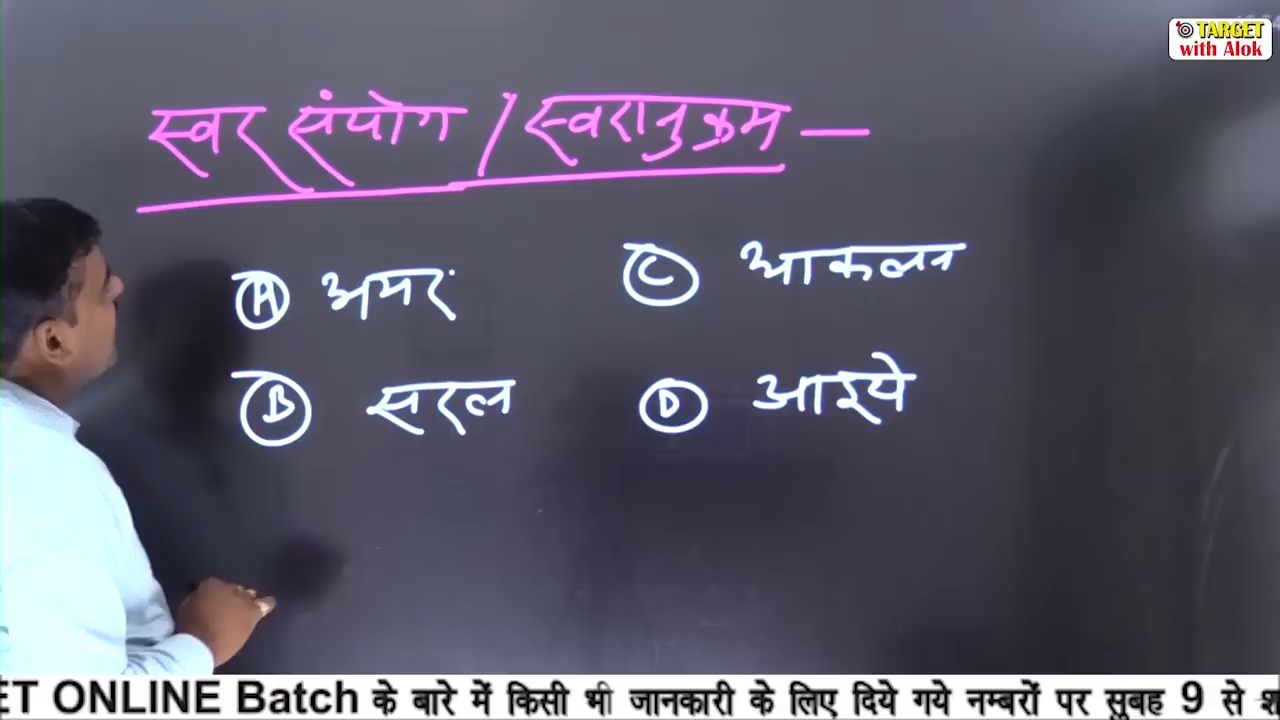 TARGET
with Alok
स्वर संयोग / स्वरानुक्रम —
A अमर
C आकलन
B सरल
D आइये
ET ONLINE Batch के बारे में किसी भी जानकारी के लिए दिये गये नम्बरों पर सुबह 9 से श